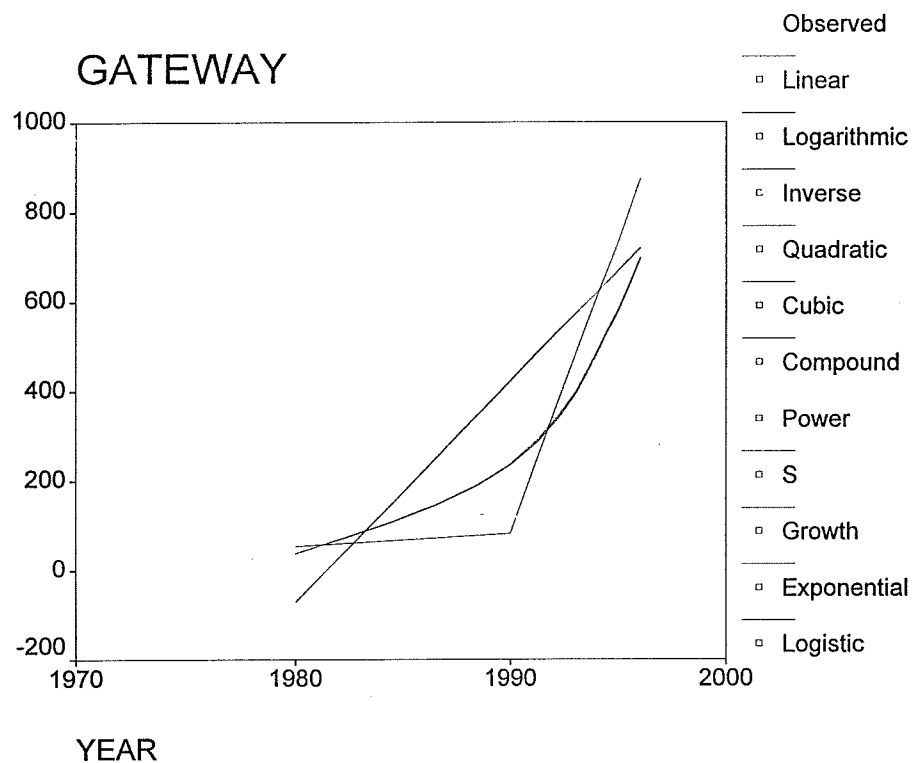 GATEWAY
1000
800
600
400
200
0
-200
1970
1980
1990
2000
YEAR
Observed
Linear
Logarithmic
Inverse
Quadratic
Cubic
Compound
Power
S
Growth
Exponential
Logistic